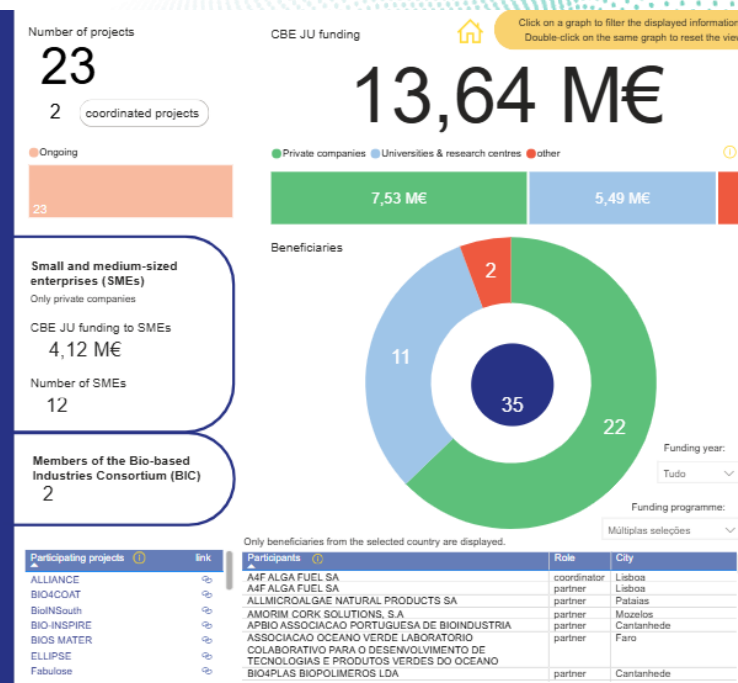 Number of projects
23
2 coordinated projects
Ongoing
23
CBE JU funding
Click on a graph to filter the displayed information
Double-click on the same graph to reset the view
13,64 M€
Private companies Universities & research centres other
7,53 M€ 5,49 M€
Small and medium-sized
enterprises (SMEs)
Only private companies
CBE JU funding to SMEs
4,12 M€
Number of SMEs
12
Members of the Bio-based
Industries Consortium (BIC)
2
Beneficiaries
2
11
35
22
Funding year:
Tudo
Funding programme:
Múltiplas seleções
Participating projects link
ALLIANCE
BIO4COAT
BioINSouth
BIO-INSPIRE
BIOS MATER
ELLIPSE
Fabulose
Only beneficiaries from the selected country are displayed.
Participants Role City
A4F ALGA FUEL SA coordinator Lisboa
A4F ALGA FUEL SA partner Lisboa
ALLMICROALGAE NATURAL PRODUCTS SA partner Pataias
AMORIM CORK SOLUTIONS, S.A partner Mozelos
APBIO ASSOCIACAO PORTUGUESA DE BIOINDUSTRIA partner Cantanhede
ASSOCIACAO OCEANO VERDE LABORATORIO partner Faro
COLABORATIVO PARA O DESENVOLVIMENTO DE
TECNOLOGIAS E PRODUTOS VERDES DO OCEANO
BIO4PLAS BIOPOLIMEROS LDA partner Cantanhede